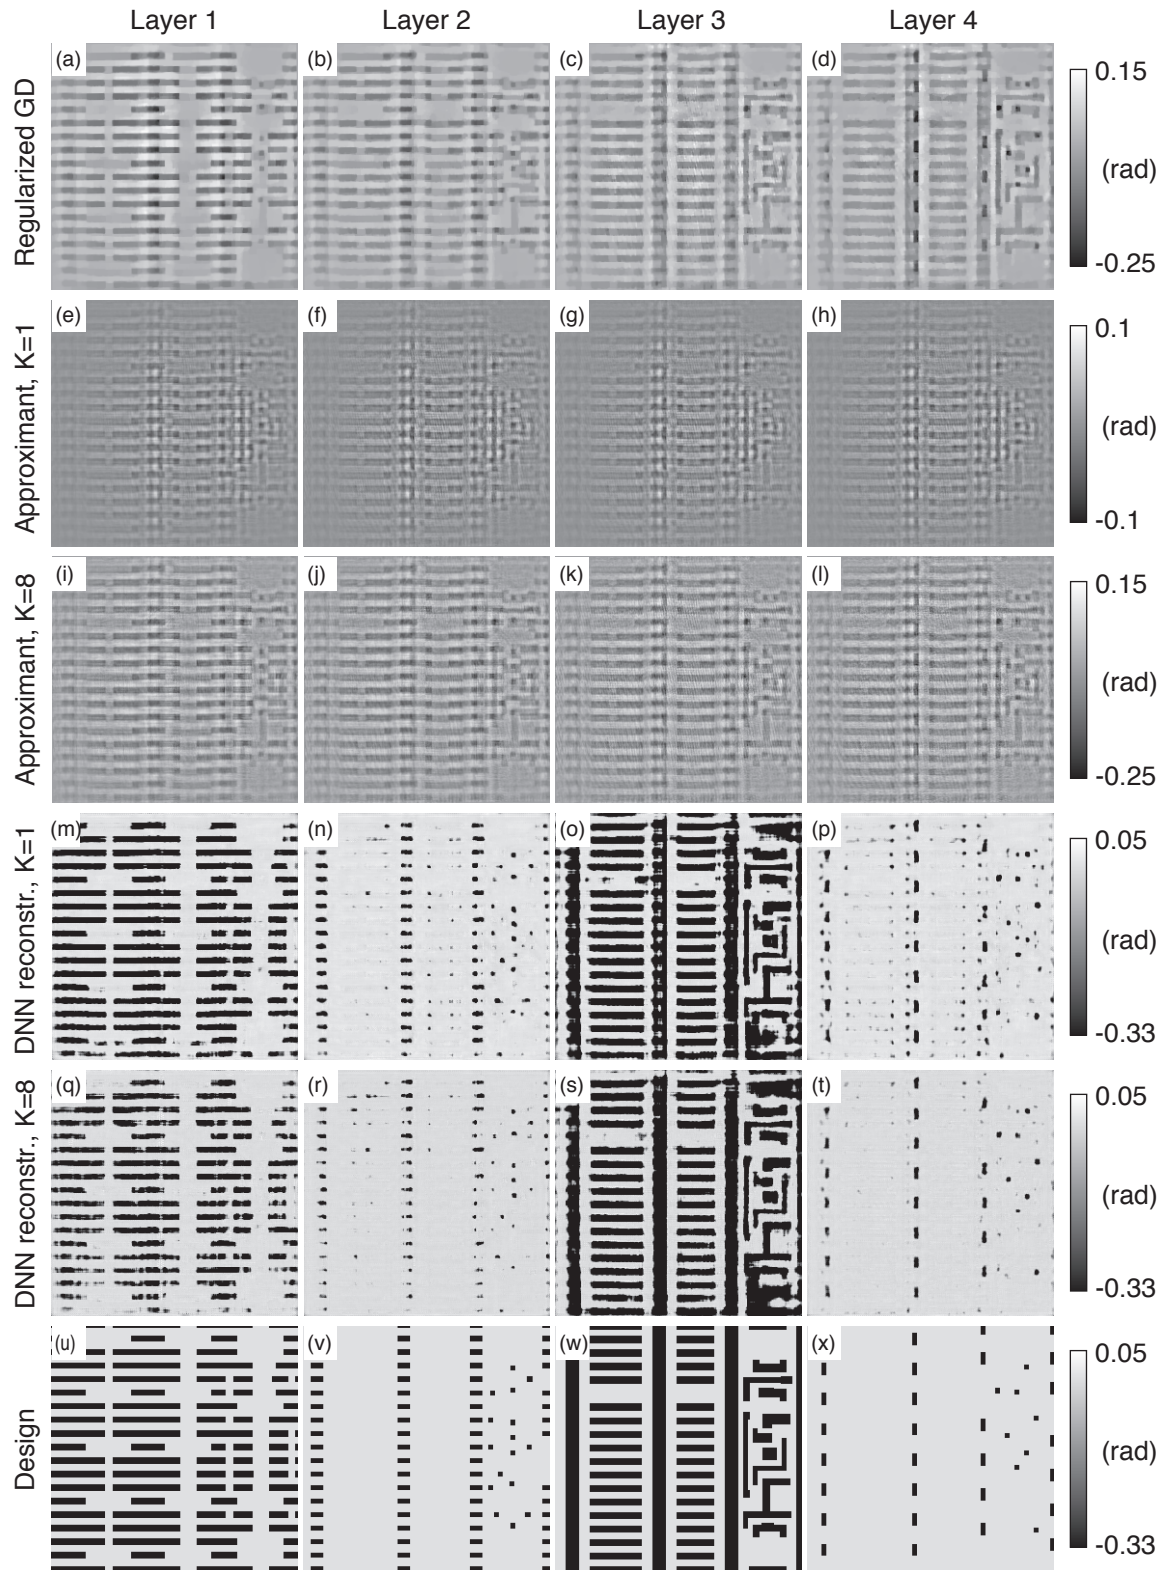 Layer 1 Layer 2 Layer 3 Layer 4
Regularized GD
(a) (b) (c) (d)
0.15
(rad)
-0.25
Approximant, K=1
(e) (f) (g) (h)
0.1
(rad)
-0.1
Approximant, K=8
(i) (j) (k) (l)
0.15
(rad)
-0.25
DNN reconstr., K=1
(m) (n) (o) (p)
0.05
(rad)
-0.33
DNN reconstr., K=8
(q) (r) (s) (t)
0.05
(rad)
-0.33
Design
(u) (v) (w) (x)
0.05
(rad)
-0.33